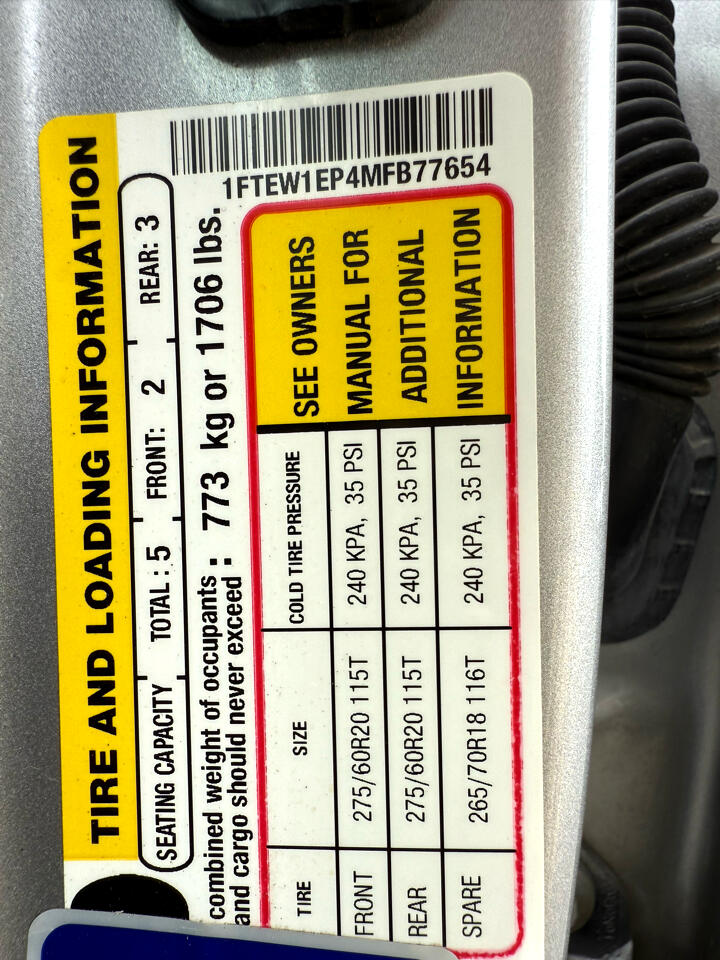 1FTEW1EP4MFB77654
TIRE AND LOADING INFORMATION
SEATING CAPACITY TOTAL : 5 FRONT: 2 REAR: 3
combined weight of occupants
and cargo should never exceed : 773 kg or 1706 lbs.
TIRE SIZE COLD TIRE PRESSURE
FRONT 275/60R20 115T 240 KPA, 35 PSI
REAR 275/60R20 115T 240 KPA, 35 PSI
SPARE 265/70R18 116T 240 KPA, 35 PSI
SEE OWNERS
MANUAL FOR
ADDITIONAL
INFORMATION